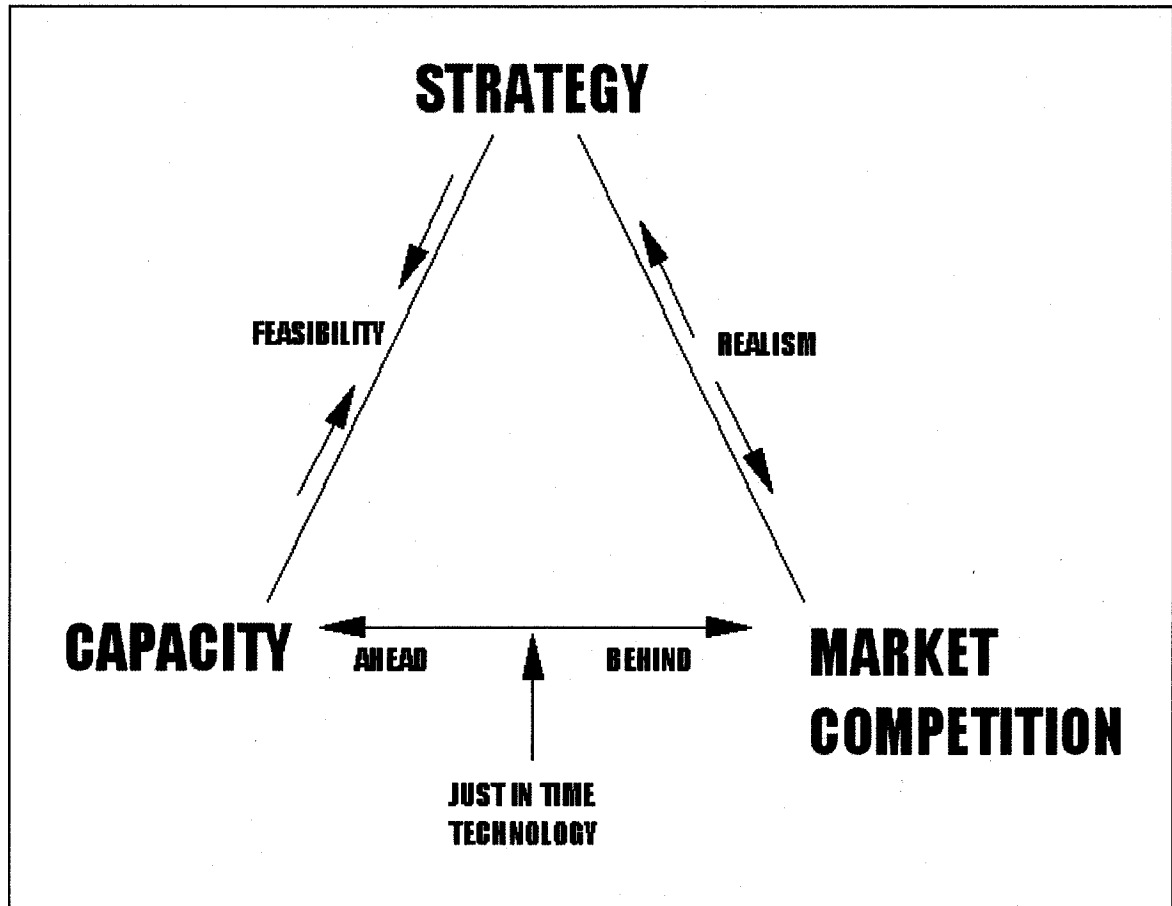 STRATEGY
FEASIBILITY
REALISM
CAPACITY
AHEAD
BEHIND
MARKET
COMPETITION
JUST IN TIME
TECHNOLOGY